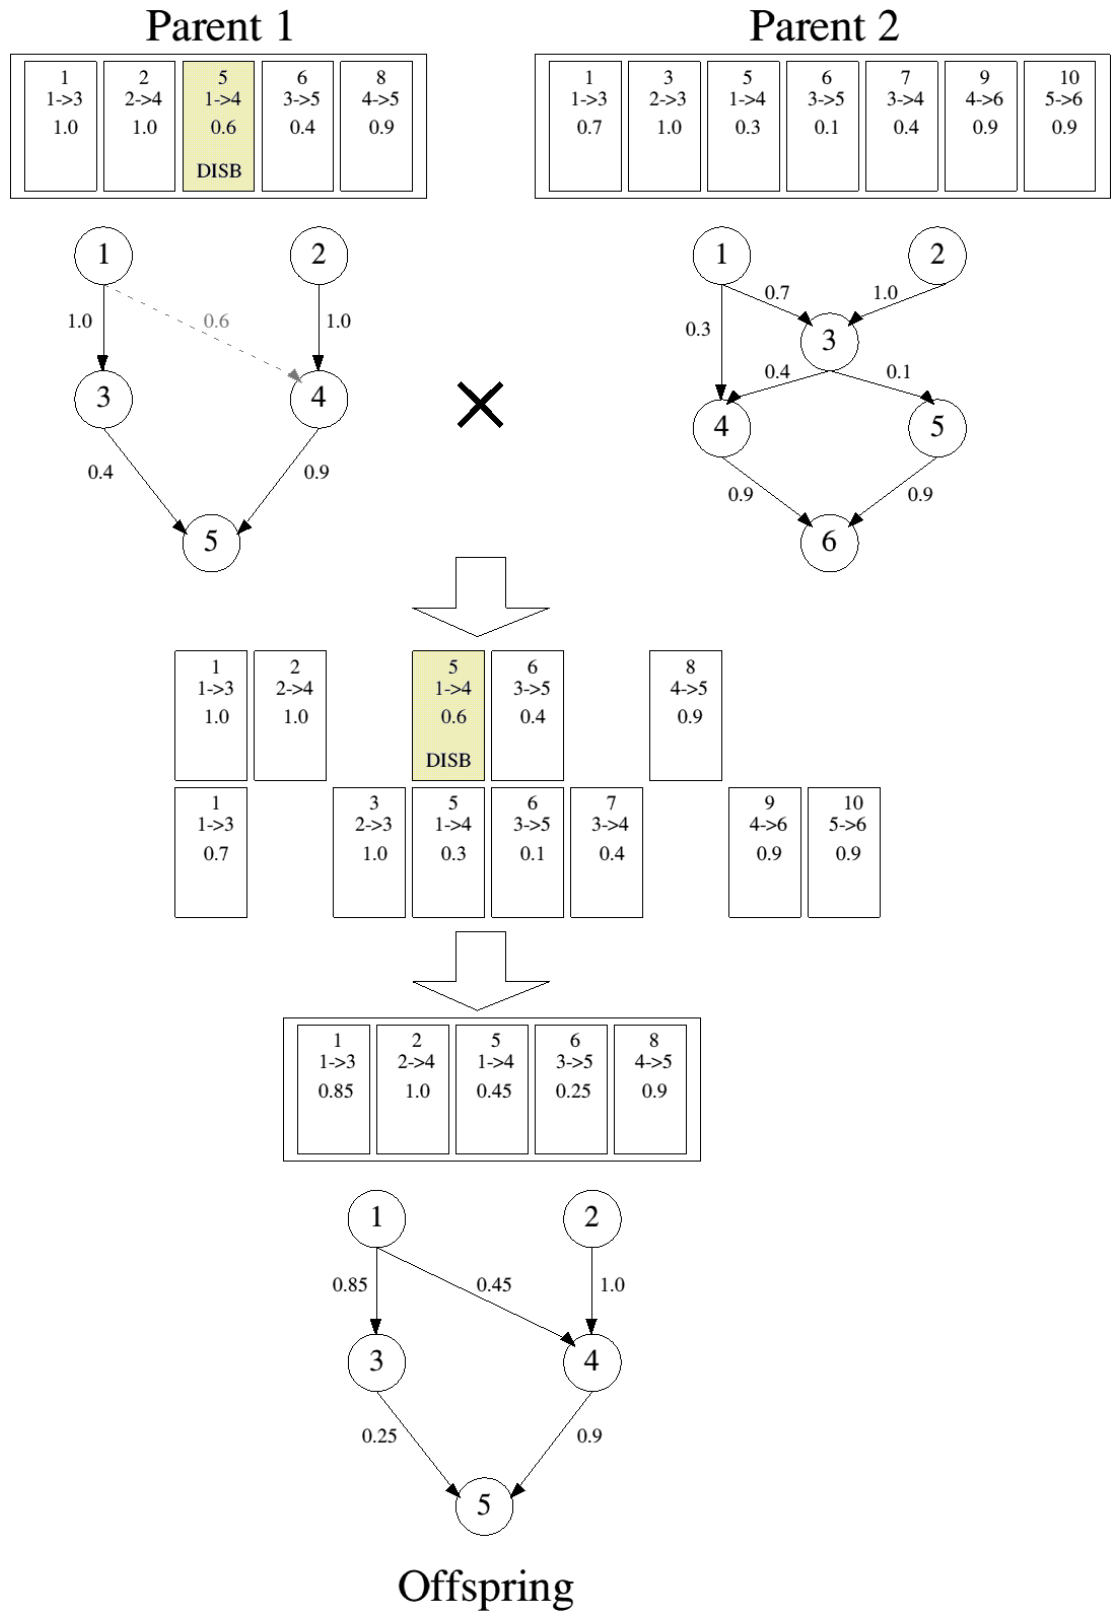 Parent 1 Parent 2
1 2 5 6 8 1 3 5 6 7 9 10
1->3 2->4 1->4 3->5 4->5 1->3 2->3 1->4 3->5 3->4 4->6 5->6
1.0 1.0 0.6 0.4 0.9 0.7 1.0 0.3 0.1 0.4 0.9 0.9
DISB
1 2 1 2
0.7 1.0
1.0 0.6 1.0 0.3
3
0.4 0.1
3 4
4 5
0.4 0.9
0.9 0.9
5 6
1 2 5 6 8
1->3 2->4 1->4 3->5 4->5
1.0 1.0 0.6 0.4 0.9
DISB
1 3 5 6 7 9 10
1->3 2->3 1->4 3->5 3->4 4->6 5->6
0.7 1.0 0.3 0.1 0.4 0.9 0.9
1 2 5 6 8
1->3 2->4 1->4 3->5 4->5
0.85 1.0 0.45 0.25 0.9
1 2
0.85 0.45 1.0
3 4
0.25 0.9
5
Offspring